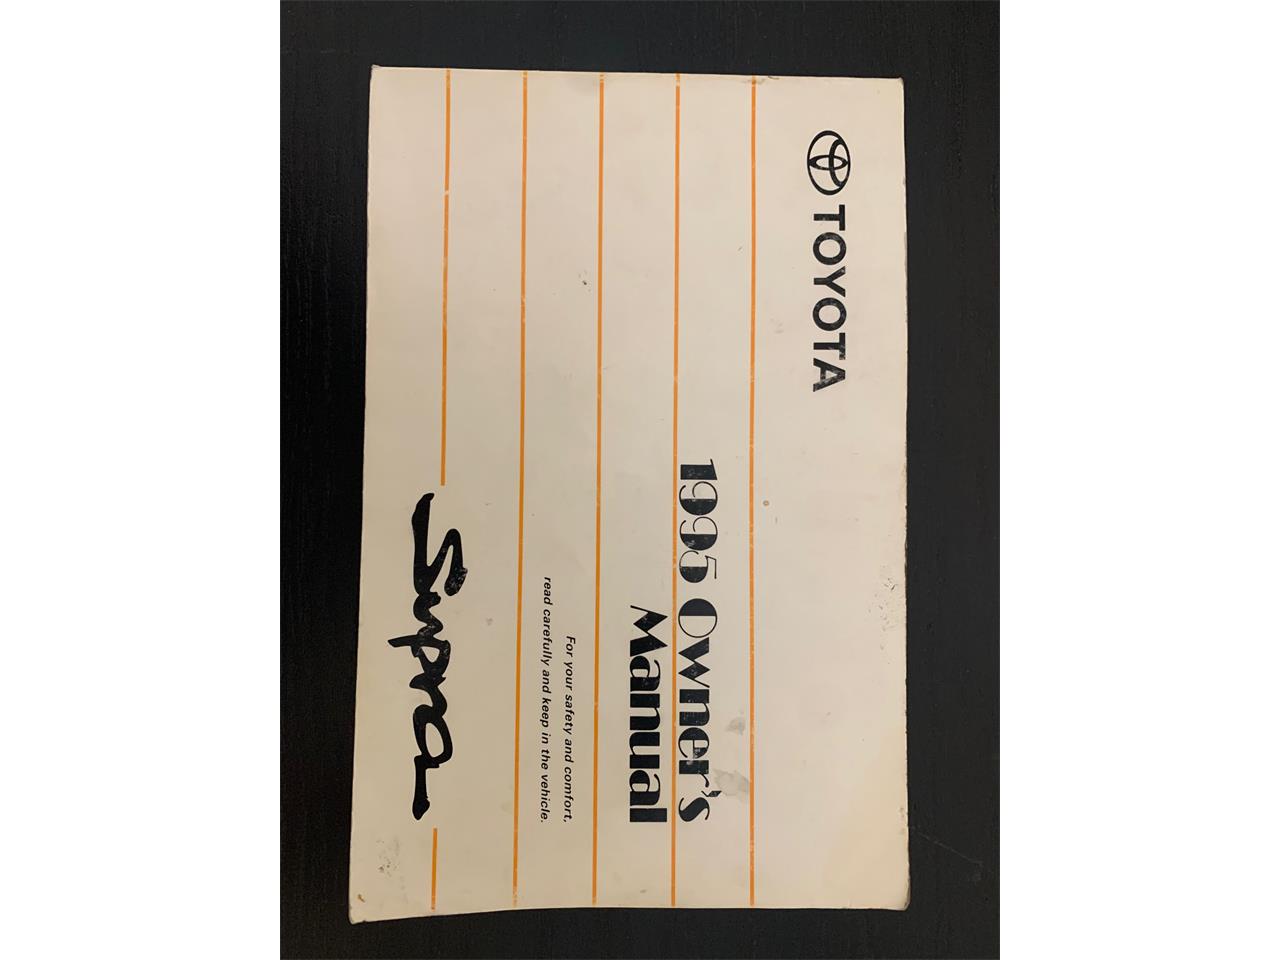 TOYOTA
1995 Owner's
Manual
For your safety and comfort,
read carefully and keep in the vehicle.
Supra